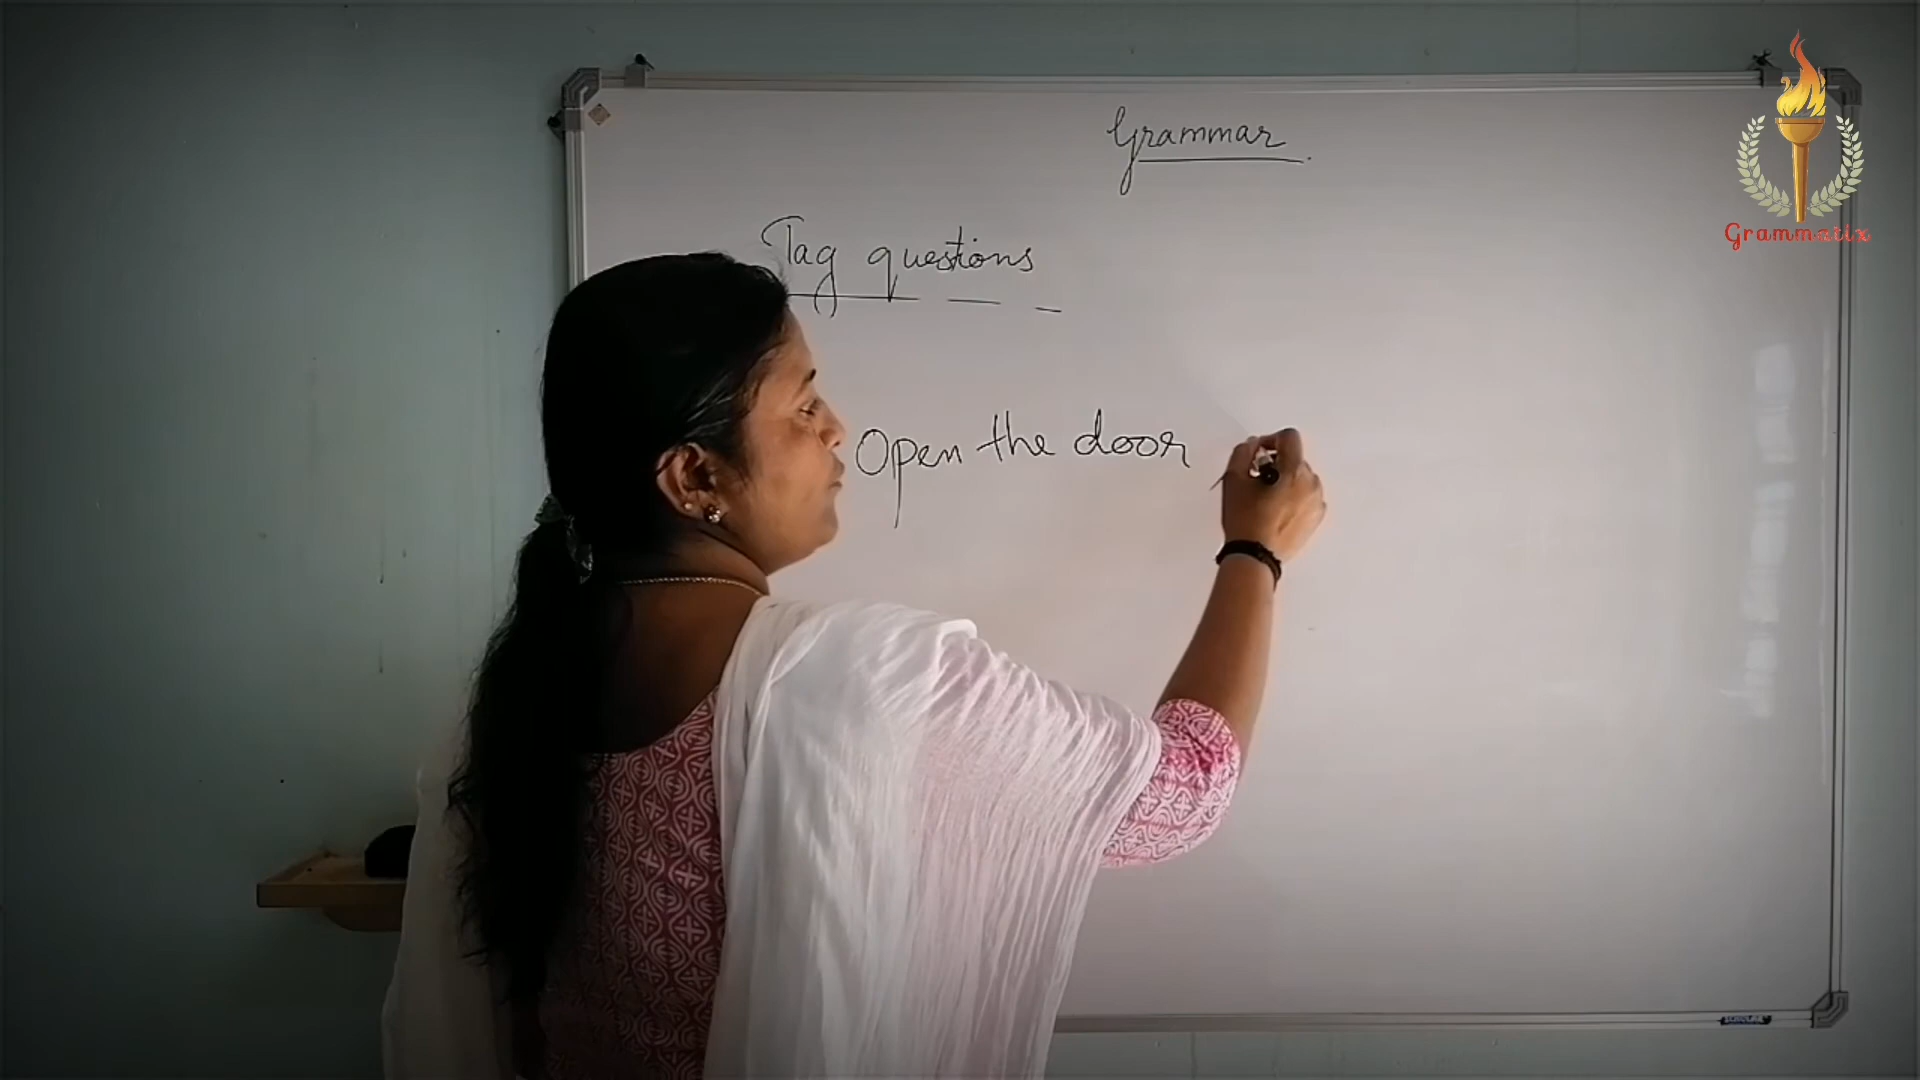 Grammar
Grammatix
Tag questions
Open the door